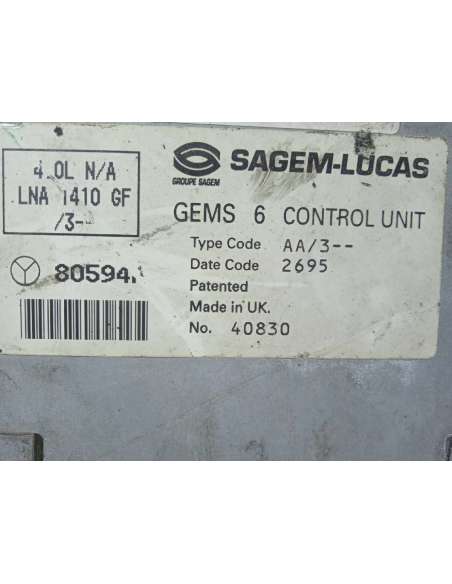 4.0L N/A
LNA 1410 GF
/3--
80594
GROUPE SAGEM
SAGEM-LUCAS
GEMS 6 CONTROL UNIT
Type Code AA/3--
Date Code 2695
Patented
Made in UK.
No. 40830